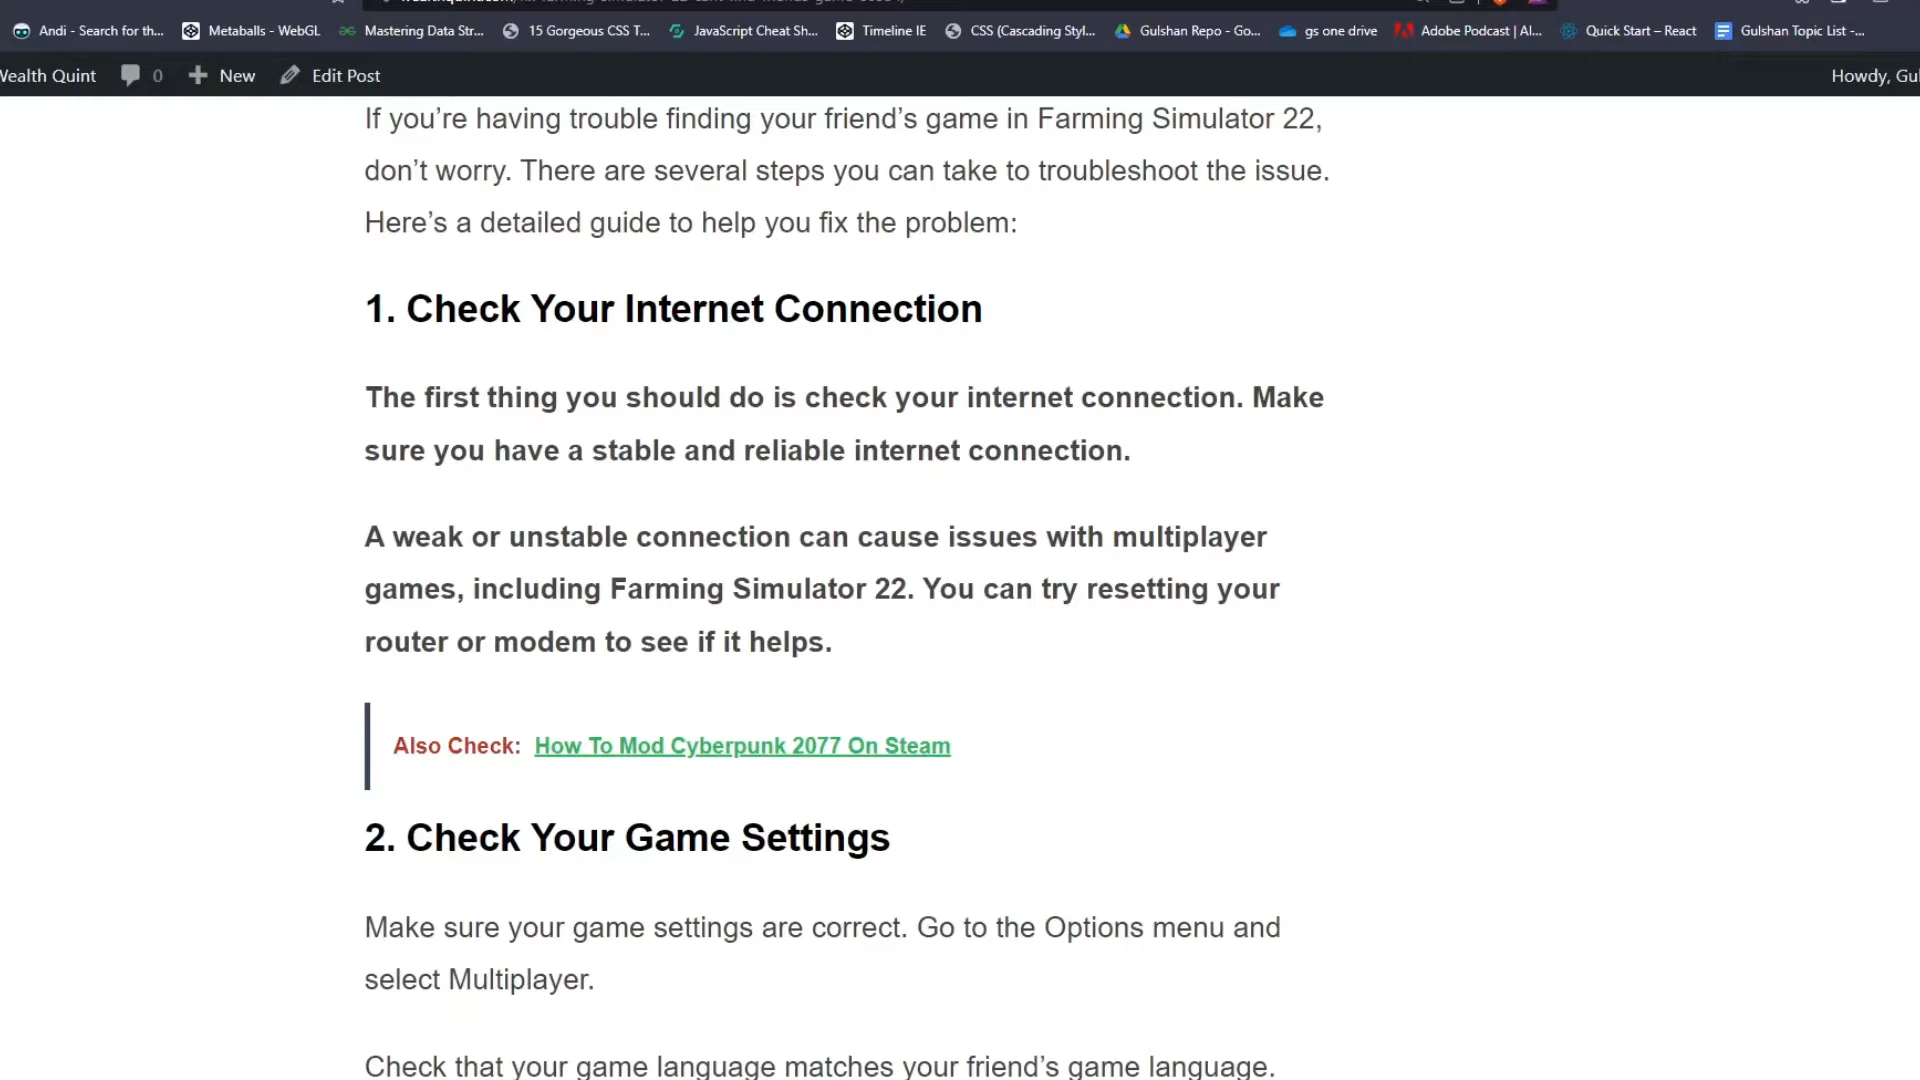 Andi - Search for th...
Metaballs - WebGL
Mastering Data Str...
15 Gorgeous CSS T...
JavaScript Cheat Sh...
Timeline IE
CSS (Cascading Styl...
Gulshan Repo - Go...
gs one drive
Adobe Podcast | AI...
Quick Start – React
Gulshan Topic List -...
Wealth Quint
0
New
Edit Post
Howdy, Gul
If you’re having trouble finding your friend’s game in Farming Simulator 22,
don’t worry. There are several steps you can take to troubleshoot the issue.
Here’s a detailed guide to help you fix the problem:
1. Check Your Internet Connection
The first thing you should do is check your internet connection. Make
sure you have a stable and reliable internet connection.
A weak or unstable connection can cause issues with multiplayer
games, including Farming Simulator 22. You can try resetting your
router or modem to see if it helps.
Also Check: How To Mod Cyberpunk 2077 On Steam
2. Check Your Game Settings
Make sure your game settings are correct. Go to the Options menu and
select Multiplayer.
Check that your game language matches your friend’s game language.